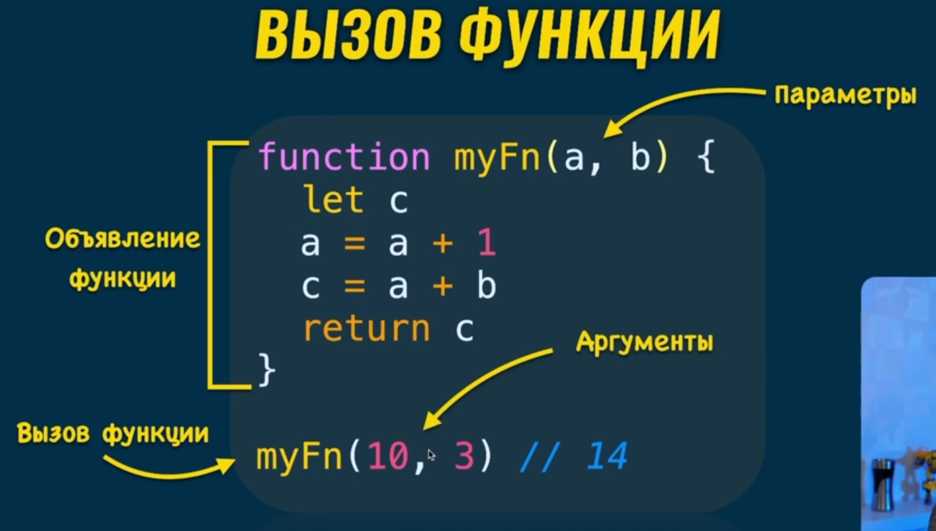 ВЫЗОВ ФУНКЦИИ
Параметры
function myFn(a, b) {
let c
a = a + 1
Объявление
функции
c = a + b
return c
Аргументы
}
Вызов функции
myFn(10, 3) // 14